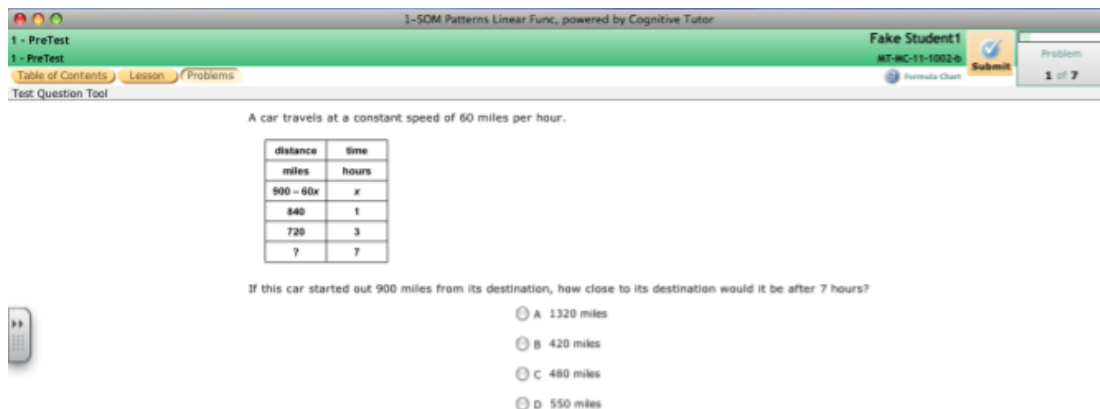 1-SOM Patterns Linear Func, powered by Cognitive Tutor
1 - PreTest
Fake Student1
1 - PreTest
MT-MC-11-1002-b
Submit
Problem
1 of 7
Table of Contents Lesson Problems
Formula Chart
Test Question Tool
A car travels at a constant speed of 60 miles per hour.
distance time
miles hours
900 – 60x x
840 1
720 3
? 7
If this car started out 900 miles from its destination, how close to its destination would it be after 7 hours?
A 1320 miles
B 420 miles
C 480 miles
D 550 miles